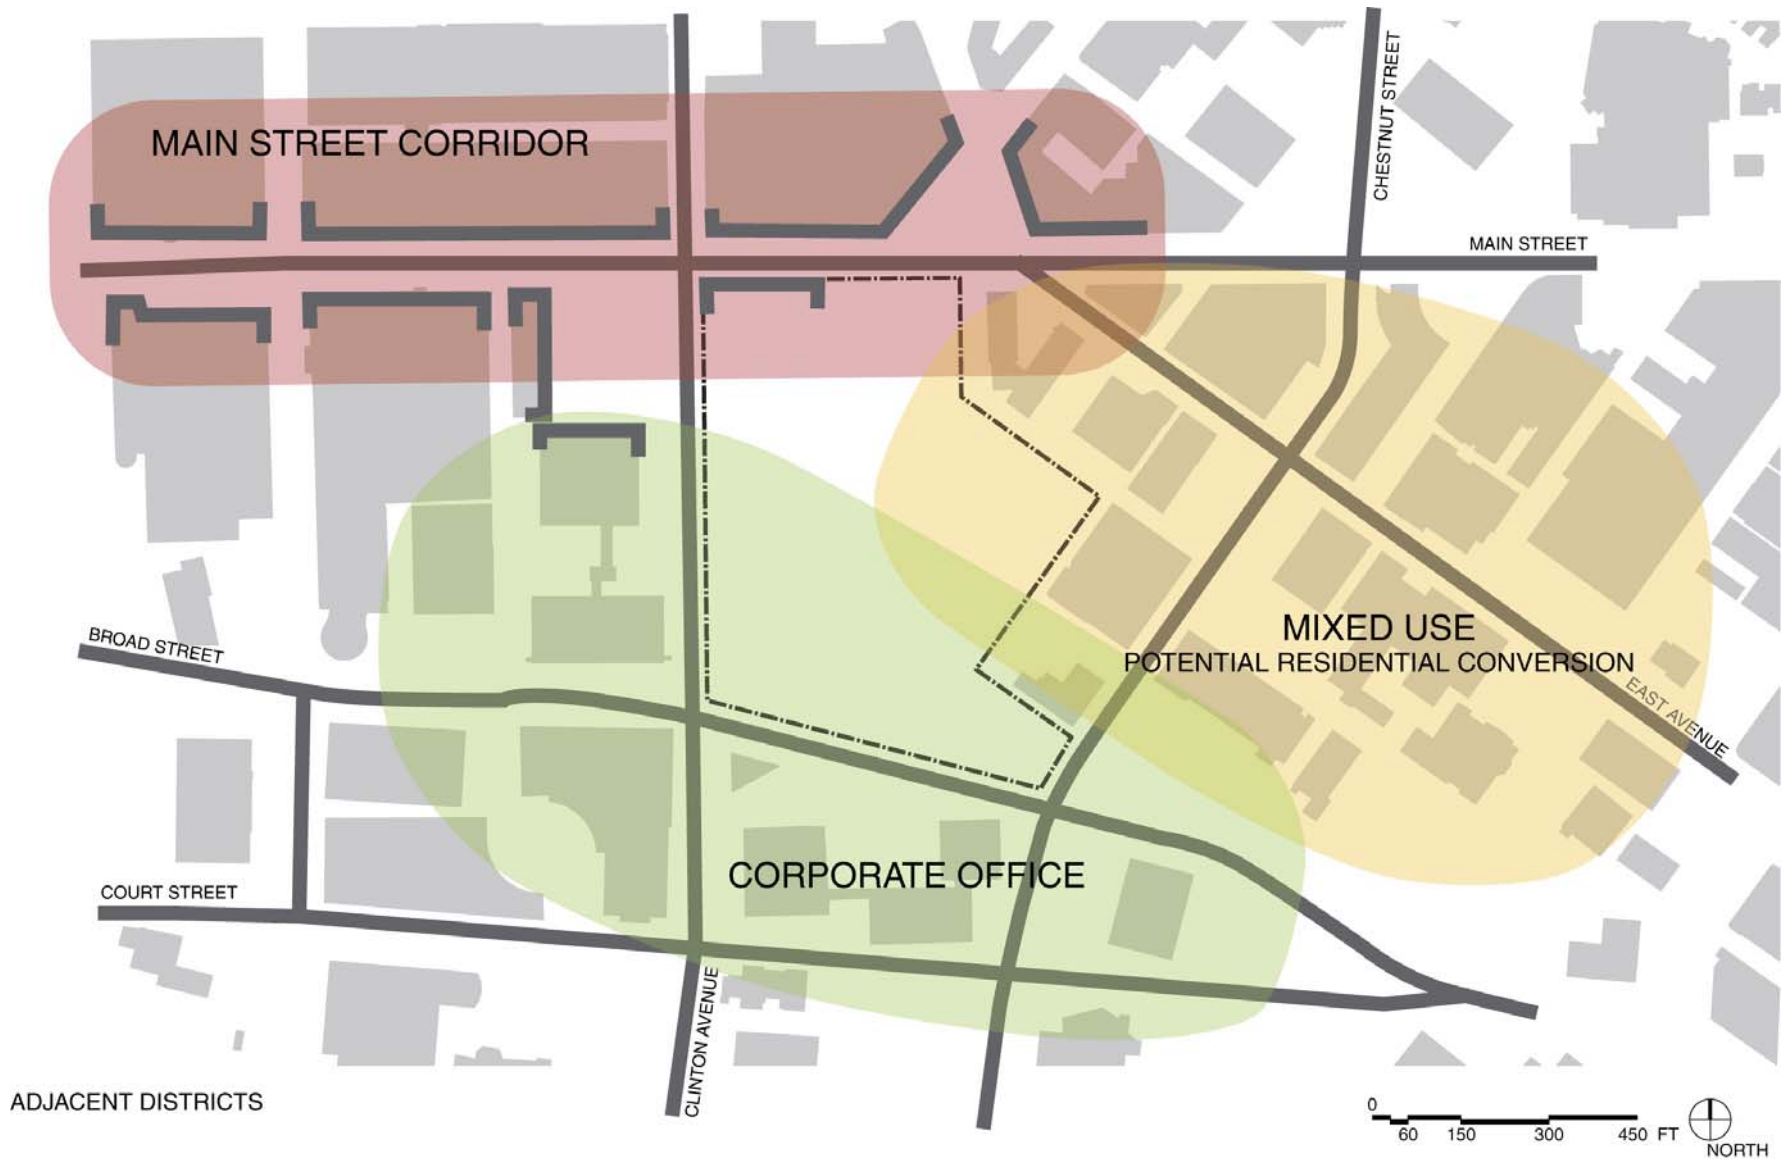 CHESTNUT STREET
MAIN STREET CORRIDOR
MAIN STREET
MIXED USE
POTENTIAL RESIDENTIAL CONVERSION
BROAD STREET
EAST AVENUE
CORPORATE OFFICE
COURT STREET
CLINTON AVENUE
ADJACENT DISTRICTS
0
60 150 300 450 FT
NORTH